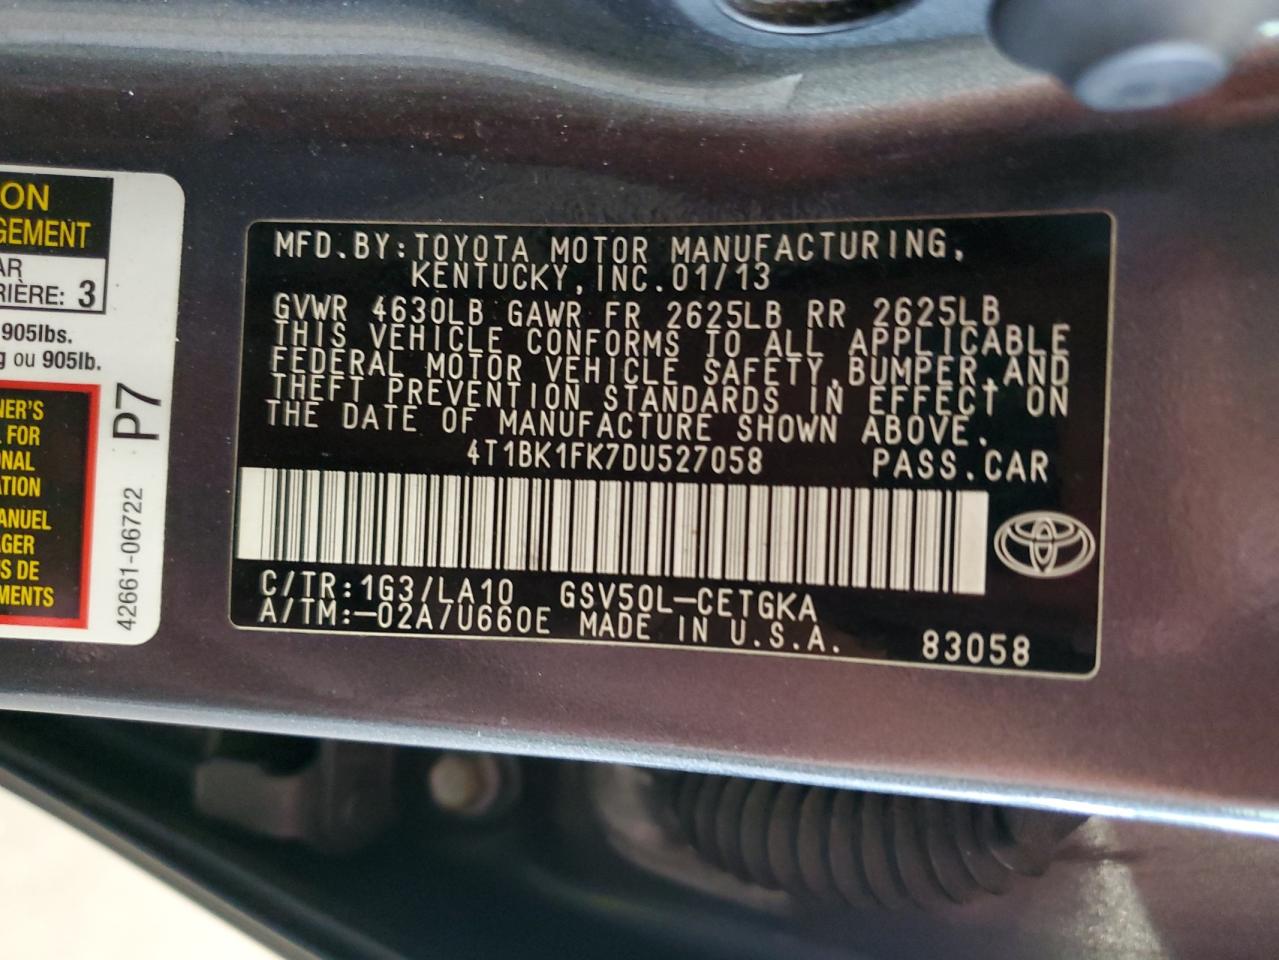 ON
GEMENT
AR
RIÈRE: 3
905lbs.
g ou 905lb.
NER'S
FOR
ONAL
ATION
ANUEL
AGER
S DE
MENTS
P7
42661-06722
MFD.BY:TOYOTA MOTOR MANUFACTURING,
KENTUCKY,INC.01/13
GVWR 4630LB GAWR FR 2625LB RR 2625LB
THIS VEHICLE CONFORMS TO ALL APPLICABLE
FEDERAL MOTOR VEHICLE SAFETY,BUMPER,AND
THEFT PREVENTION STANDARDS IN EFFECT ON
THE DATE OF MANUFACTURE SHOWN ABOVE.
4T1BK1FK7DU527058 PASS.CAR
C/TR:1G3/LA10 GSV50L-CETGKA
A/TM:-02A/U660E MADE IN U.S.A. 83058